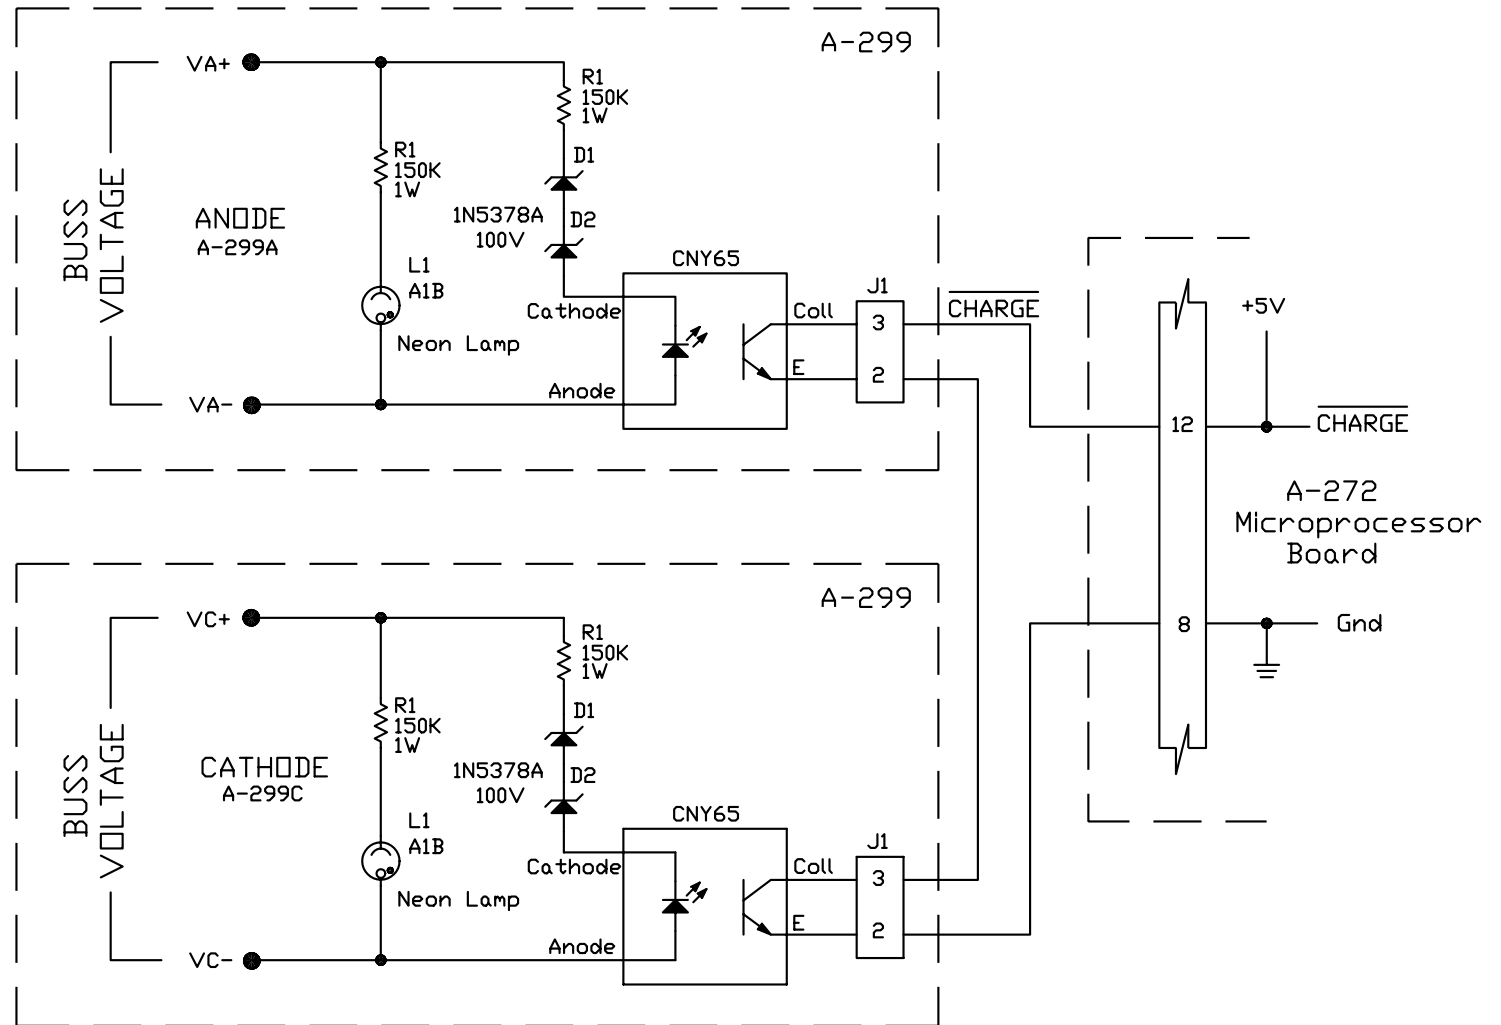 A-299
VA+
R1
150K
1W
R1
150K
1W
D1
BUSS
VOLTAGE
ANODE
A-299A
1N5378A
100V
D2
CNY65
L1
A1B
Neon Lamp
Cathode
Coll
J1
3
CHARGE
E
2
Anode
VA-
+5V
12
CHARGE
A-272
Microprocessor
Board
8
Gnd
A-299
VC+
R1
150K
1W
R1
150K
1W
D1
BUSS
VOLTAGE
CATHODE
A-299C
1N5378A
100V
D2
CNY65
L1
A1B
Neon Lamp
Cathode
Coll
J1
3
E
2
Anode
VC-